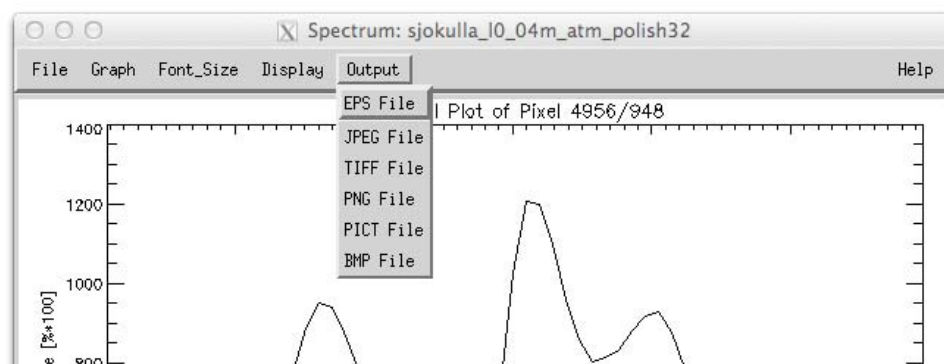 Spectrum: sjokulla_l0_04m_atm_polish32
File Graph Font_Size Display Output Help
EPS File
JPEG File
TIFF File
PNG File
PICT File
BMP File
l Plot of Pixel 4956/948
1400
1200
1000
800
[%*100]